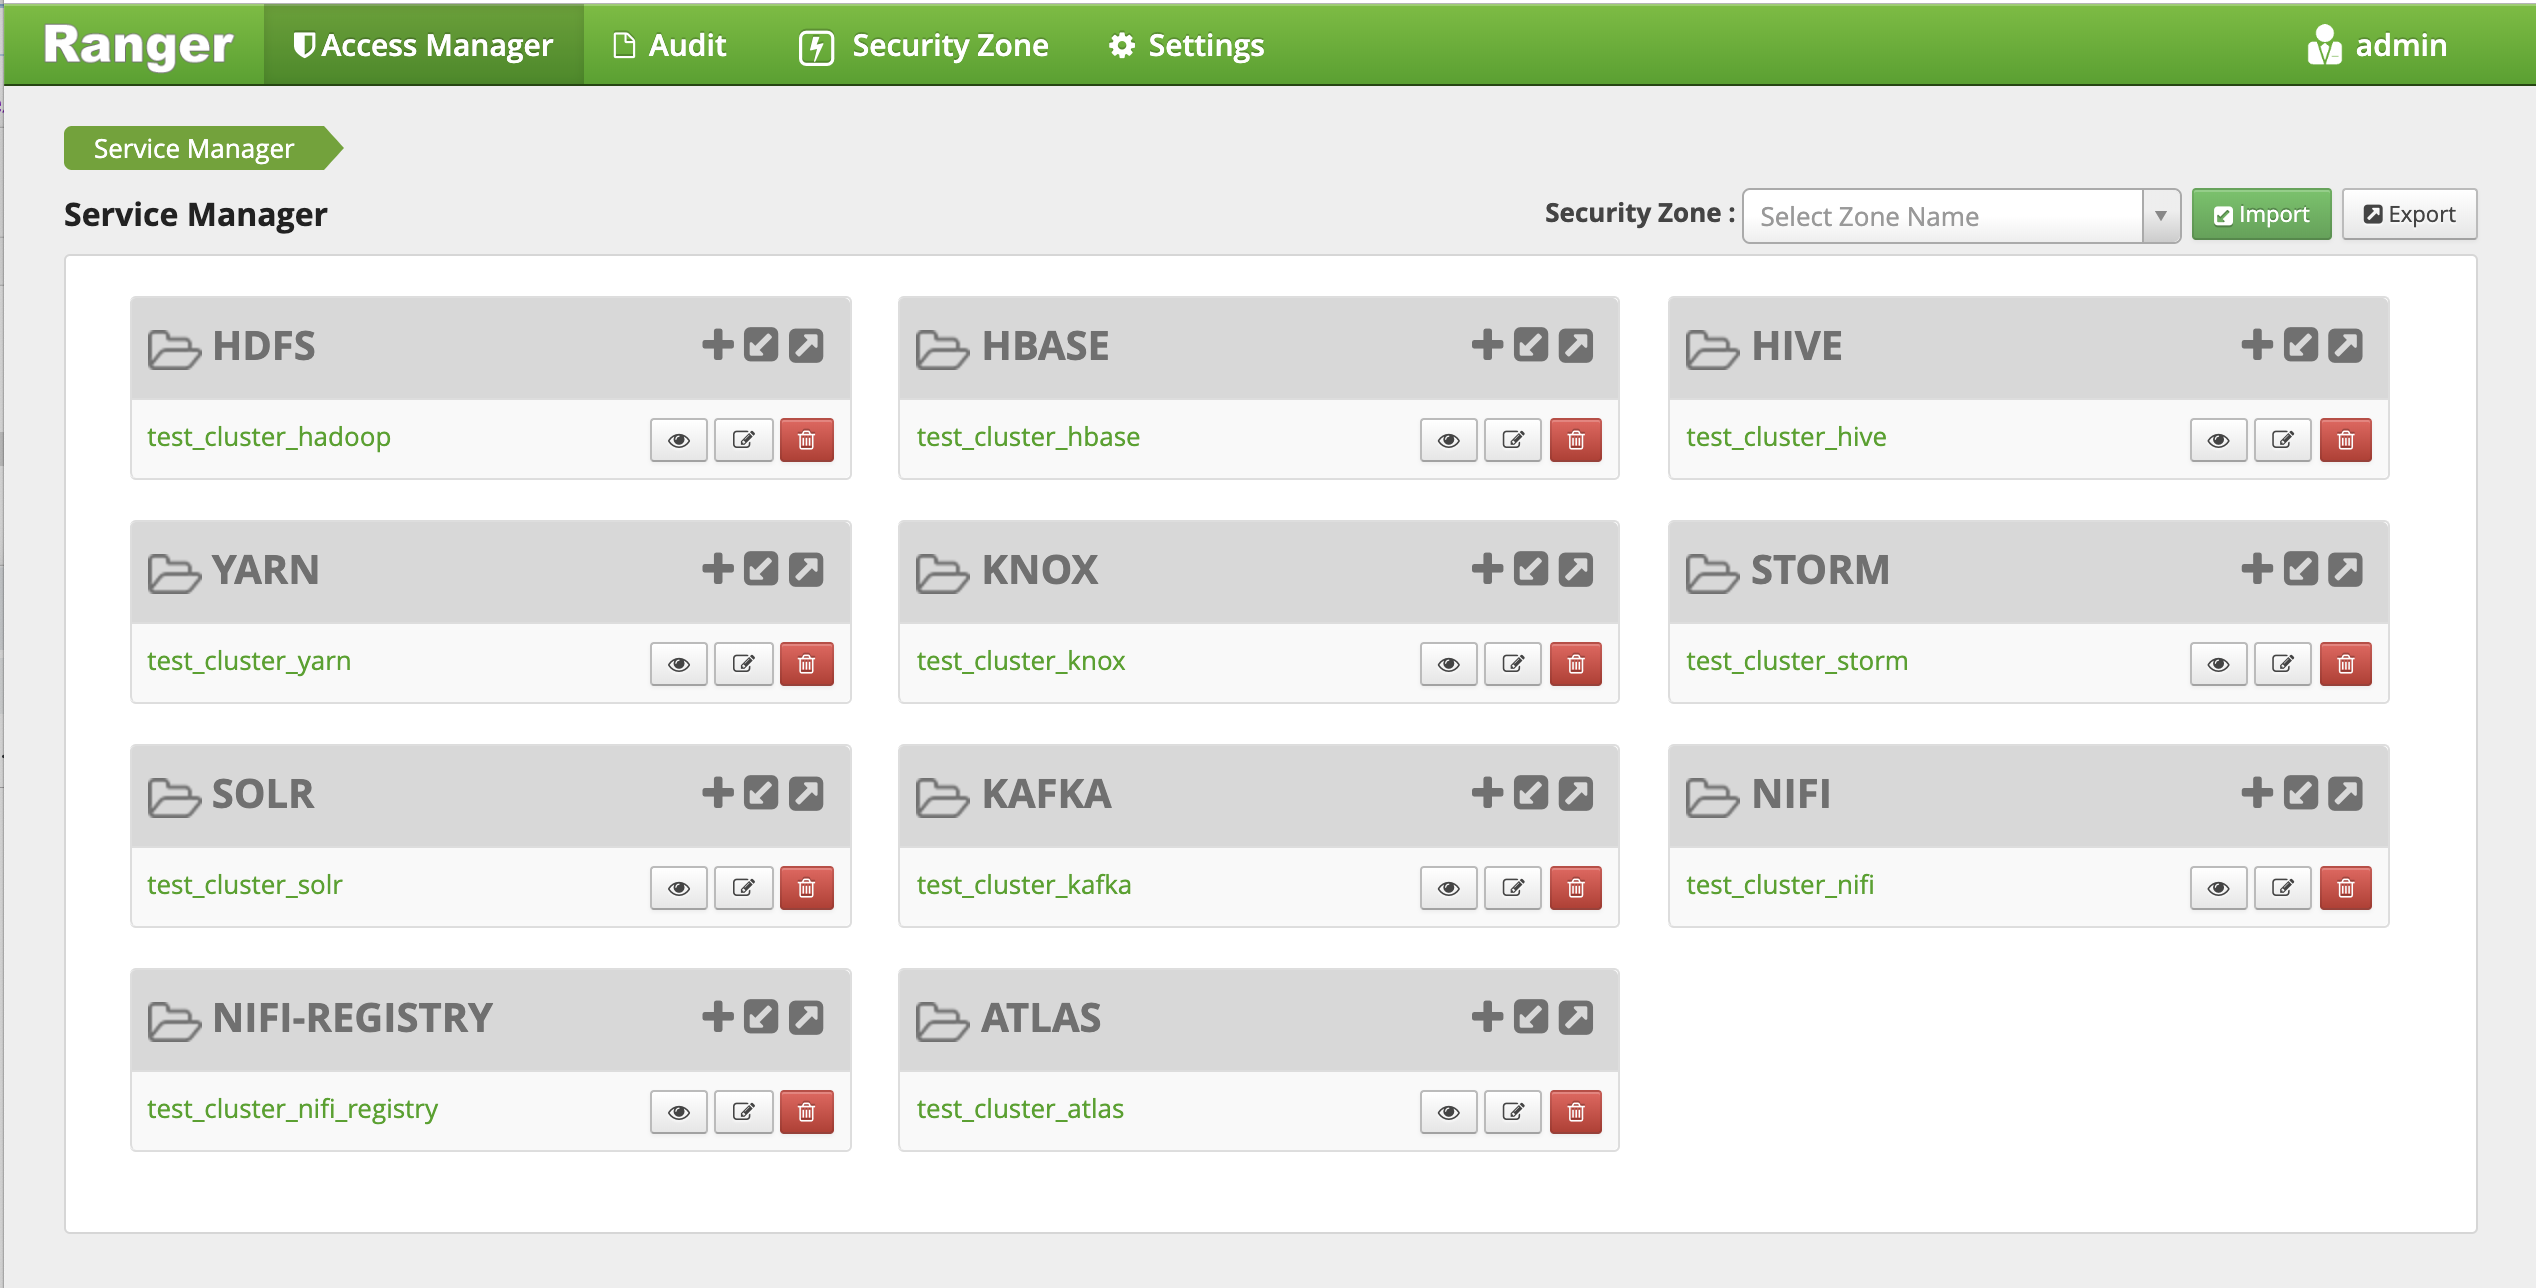 Ranger Access Manager Audit Security Zone Settings admin
Service Manager
Service Manager Security Zone : Select Zone Name Import Export
HDFS HBASE HIVE
test_cluster_hadoop test_cluster_hbase test_cluster_hive
YARN KNOX STORM
test_cluster_yarn test_cluster_knox test_cluster_storm
SOLR KAFKA NIFI
test_cluster_solr test_cluster_kafka test_cluster_nifi
NIFI-REGISTRY ATLAS
test_cluster_nifi_registry test_cluster_atlas